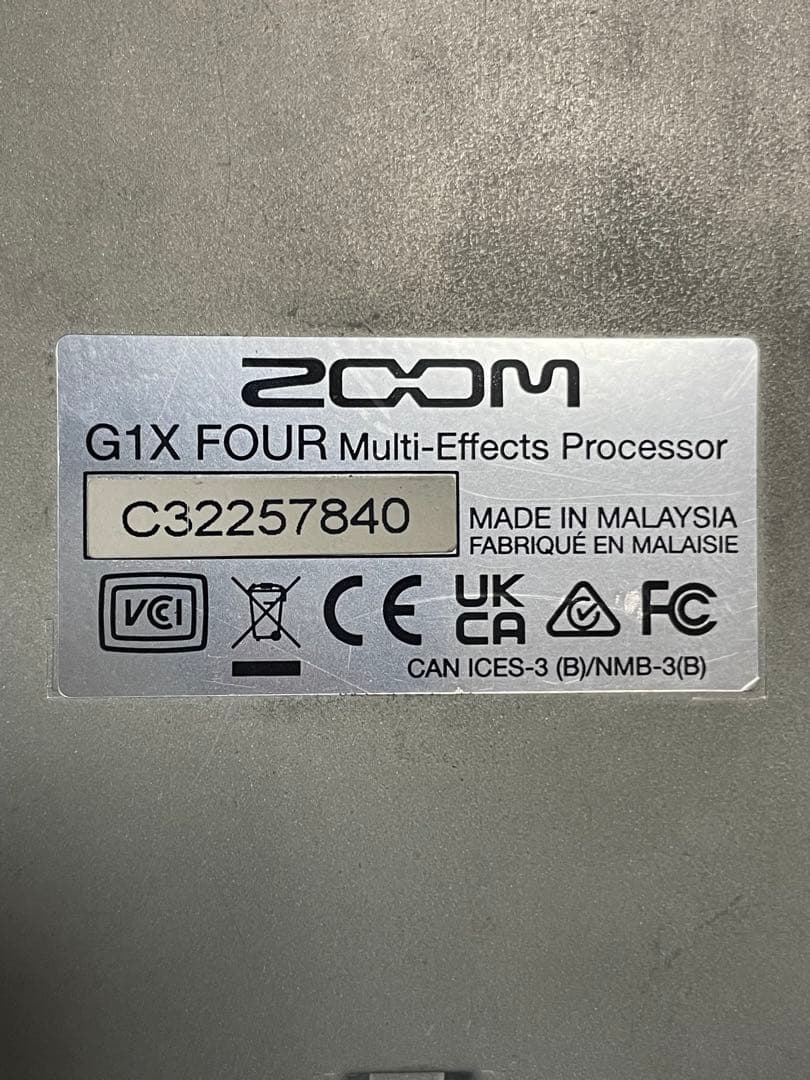 ZOOM
G1X FOUR Multi-Effects Processor
C32257840
MADE IN MALAYSIA
FABRIQUÉ EN MALAISIE
VCI
CE
UK
CA
FC
CAN ICES-3 (B)/NMB-3(B)